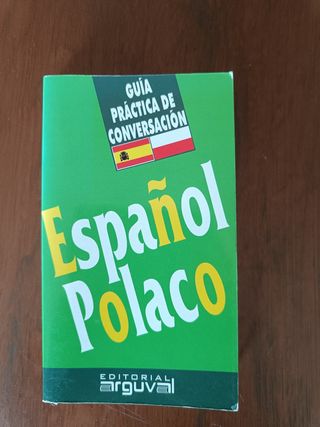 GUÍA
PRÁCTICA DE
CONVERSACIÓN
Español
Polaco
EDITORIAL
arguval